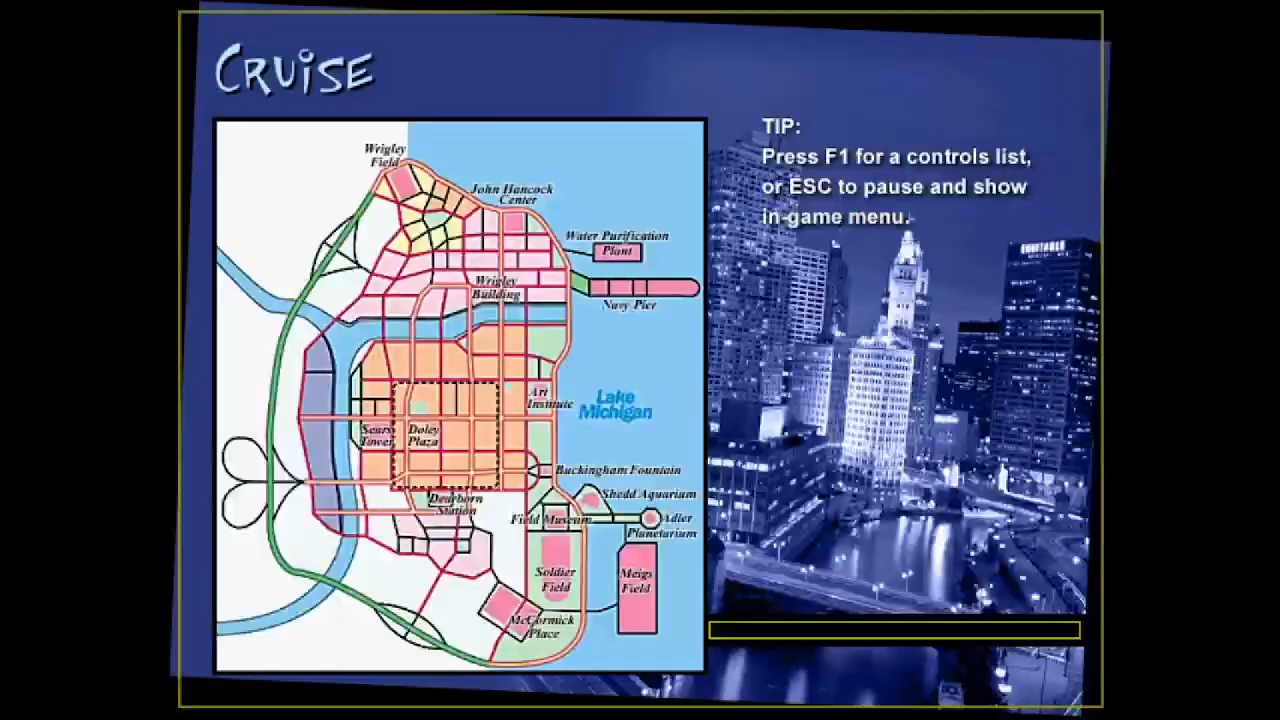 CRUiSE
TIP:
Press F1 for a controls list,
or ESC to pause and show
in-game menu.
Wrigley
Field
John Hancock
Center
Water Purification
Plant
Wrigley
Building
Navy Pier
EQUITABLE
Art
Institute
Lake
Michigan
Sears
Tower
Doley
Plaza
Buckingham Fountain
Dearborn
Station
Shedd Aquarium
Field Museum
Adler
Planetarium
Soldier
Field
Meigs
Field
McCormick
Place